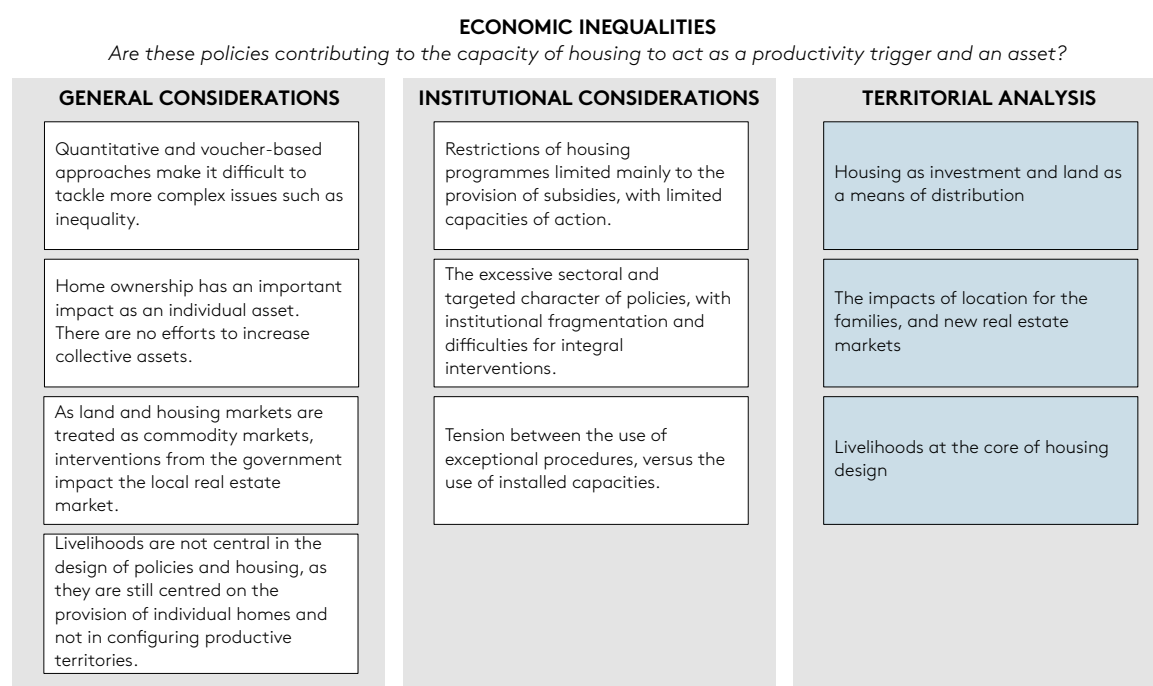 ECONOMIC INEQUALITIES
Are these policies contributing to the capacity of housing to act as a productivity trigger and an asset?
GENERAL CONSIDERATIONS
Quantitative and voucher-based
approaches make it difficult to
tackle more complex issues such as
inequality.
Home ownership has an important
impact as an individual asset.
There are no efforts to increase
collective assets.
As land and housing markets are
treated as commodity markets,
interventions from the government
impact the local real estate
market.
Livelihoods are not central in the
design of policies and housing, as
they are still centred on the
provision of individual homes and
not in configuring productive
territories.
INSTITUTIONAL CONSIDERATIONS
Restrictions of housing
programmes limited mainly to the
provision of subsidies, with limited
capacities of action.
The excessive sectoral and
targeted character of policies, with
institutional fragmentation and
difficulties for integral
interventions.
Tension between the use of
exceptional procedures, versus the
use of installed capacities.
TERRITORIAL ANALYSIS
Housing as investment and land as
a means of distribution
The impacts of location for the
families, and new real estate
markets
Livelihoods at the core of housing
design